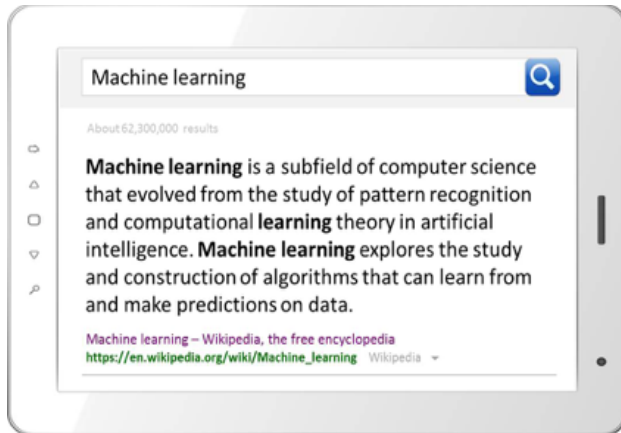 Machine learning
About 62,300,000 results
Machine learning is a subfield of computer science
that evolved from the study of pattern recognition
and computational learning theory in artificial
intelligence. Machine learning explores the study
and construction of algorithms that can learn from
and make predictions on data.
Machine learning – Wikipedia, the free encyclopedia
https://en.wikipedia.org/wiki/Machine_learning Wikipedia